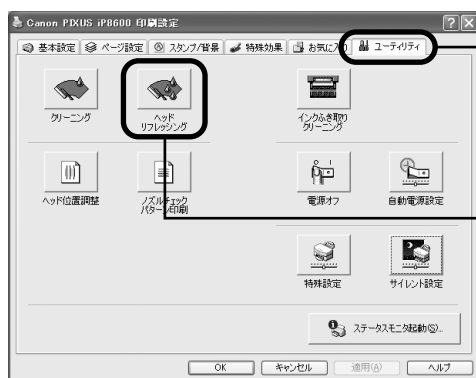 Canon PIXUS iP8600 印刷設定
基本設定 ページ設定 スタンプ/背景 特殊効果 お気に入り ユーティリティ
クリーニング
ヘッド
リフレッシング
インクふき取り
クリーニング
ヘッド位置調整
ノズルチェック
パターン印刷
電源オフ
自動電源設定
特殊設定
サイレント設定
ステータスモニタ起動(S)...
OK キャンセル 適用(A) ヘルプ